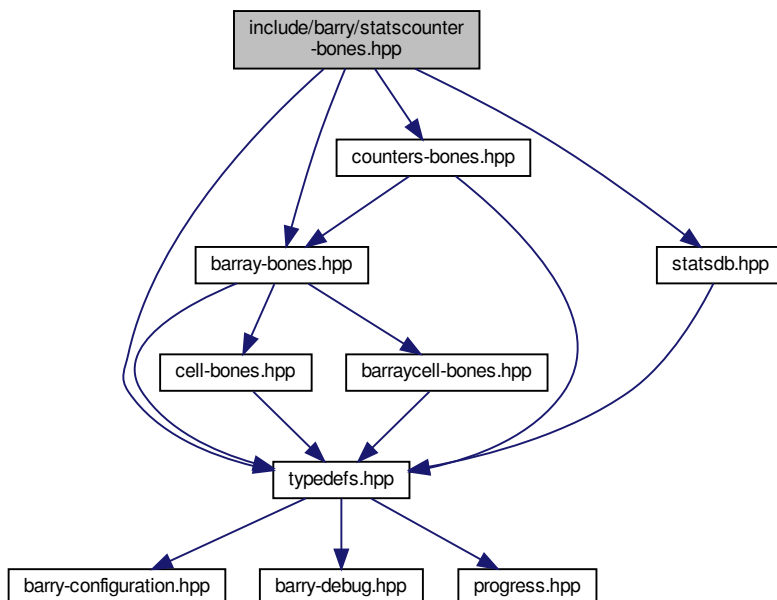 include/barry/statscounter
-bones.hpp
counters-bones.hpp
barray-bones.hpp
statsdb.hpp
cell-bones.hpp
barraycell-bones.hpp
typedefs.hpp
barry-configuration.hpp
barry-debug.hpp
progress.hpp